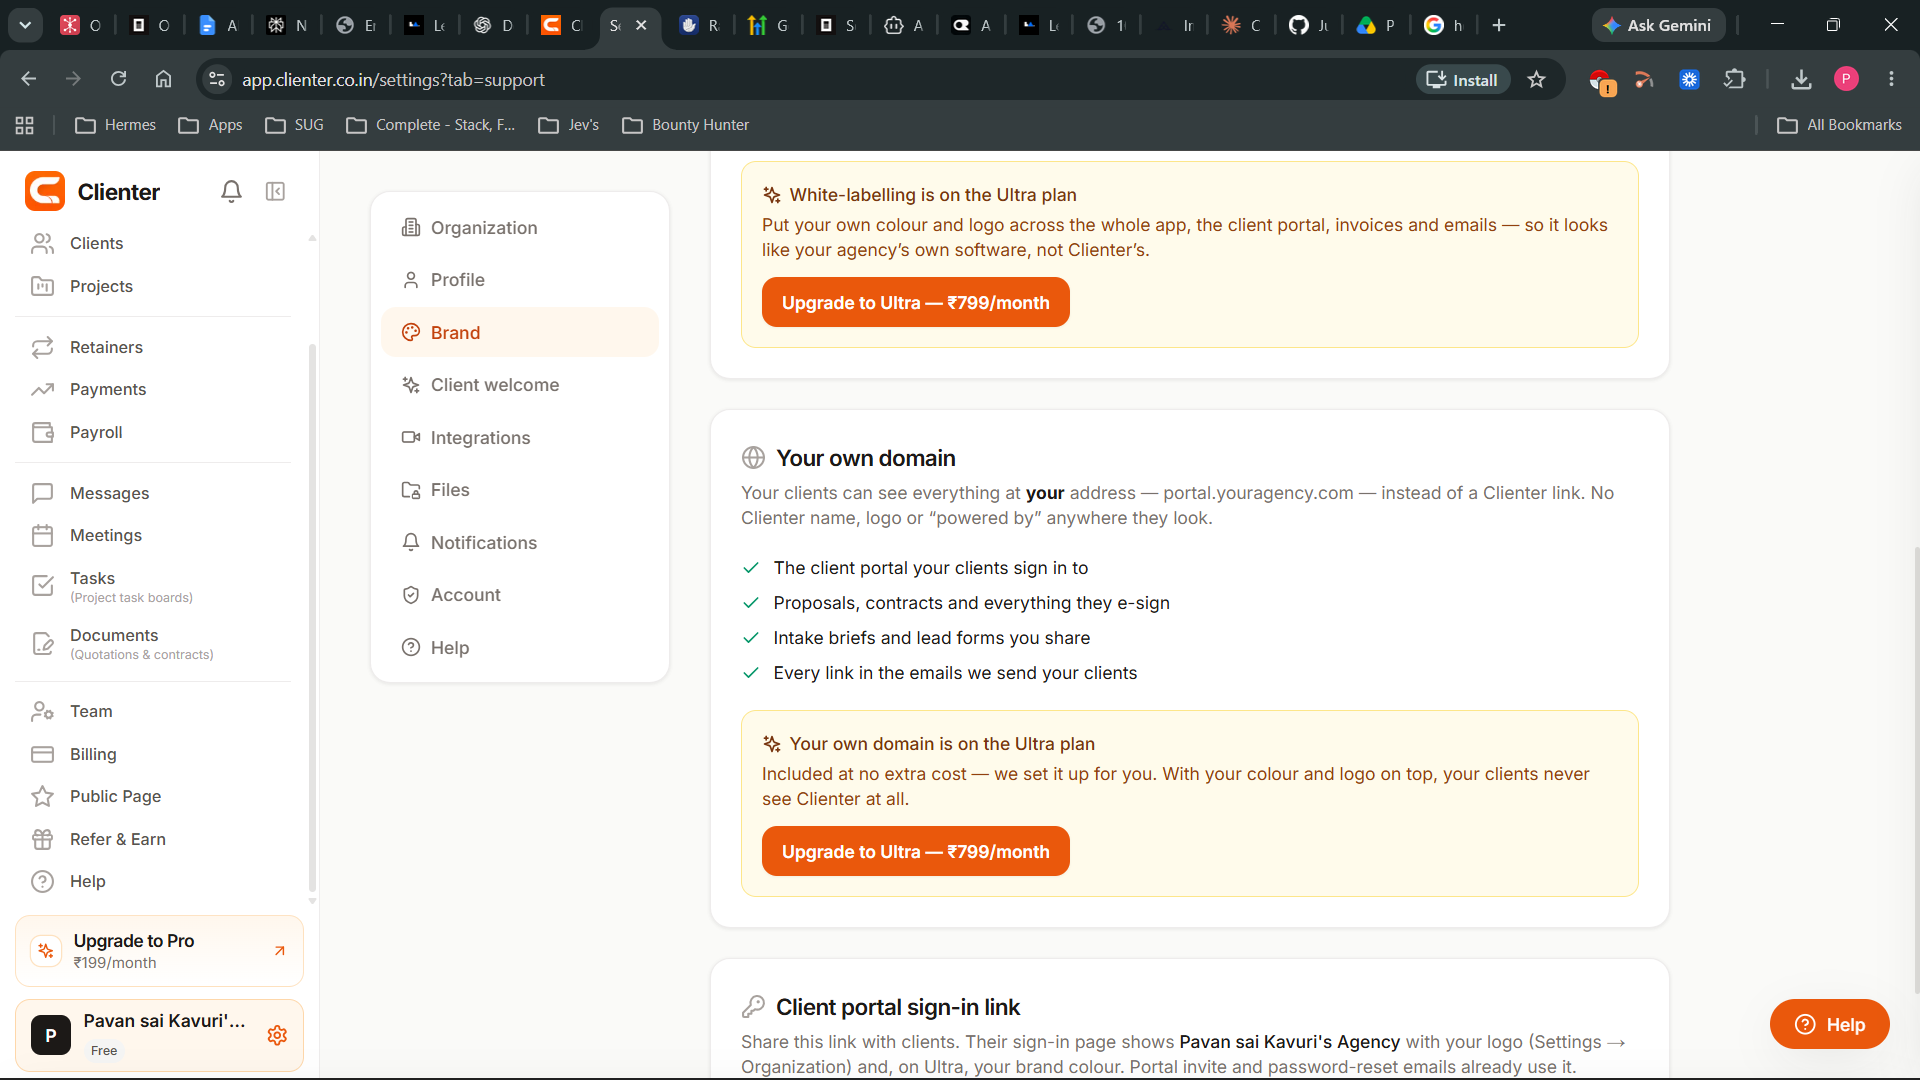 O
O
A
N
Er
Le
D
Cl
Se
R
G
S
A
A
Le
1
In
C
Ju
P
h
Ask Gemini
app.clienter.co.in/settings?tab=support
Install
P
Hermes
Apps
SUG
Complete - Stack, F...
Jev's
Bounty Hunter
All Bookmarks
Clienter
Clients
Projects
Retainers
Payments
Payroll
Messages
Meetings
Tasks
(Project task boards)
Documents
(Quotations & contracts)
Team
Billing
Public Page
Refer & Earn
Help
Upgrade to Pro
₹199/month
P
Pavan sai Kavuri'...
Free
Organization
Profile
Brand
Client welcome
Integrations
Files
Notifications
Account
Help
White-labelling is on the Ultra plan
Put your own colour and logo across the whole app, the client portal, invoices and emails — so it looks
like your agency’s own software, not Clienter’s.
Upgrade to Ultra — ₹799/month
Your own domain
Your clients can see everything at your address — portal.youragency.com — instead of a Clienter link. No
Clienter name, logo or “powered by” anywhere they look.
The client portal your clients sign in to
Proposals, contracts and everything they e-sign
Intake briefs and lead forms you share
Every link in the emails we send your clients
Your own domain is on the Ultra plan
Included at no extra cost — we set it up for you. With your colour and logo on top, your clients never
see Clienter at all.
Upgrade to Ultra — ₹799/month
Client portal sign-in link
Share this link with clients. Their sign-in page shows Pavan sai Kavuri's Agency with your logo (Settings →
Organization) and, on Ultra, your brand colour. Portal invite and password-reset emails already use it.
Help